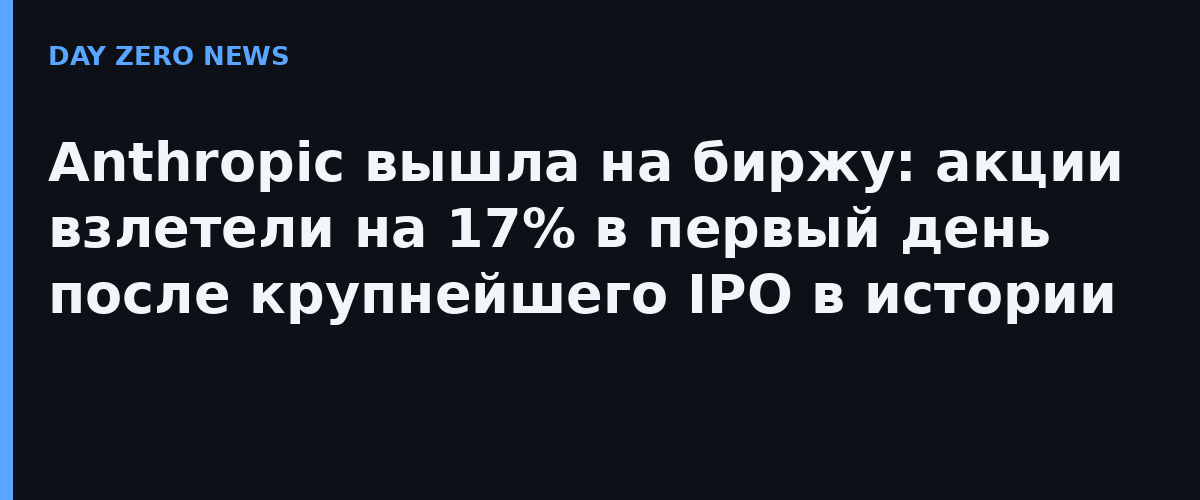 DAY ZERO NEWS
Anthropic вышла на биржу: акции
взлетели на 17% в первый день
после крупнейшего IPO в истории